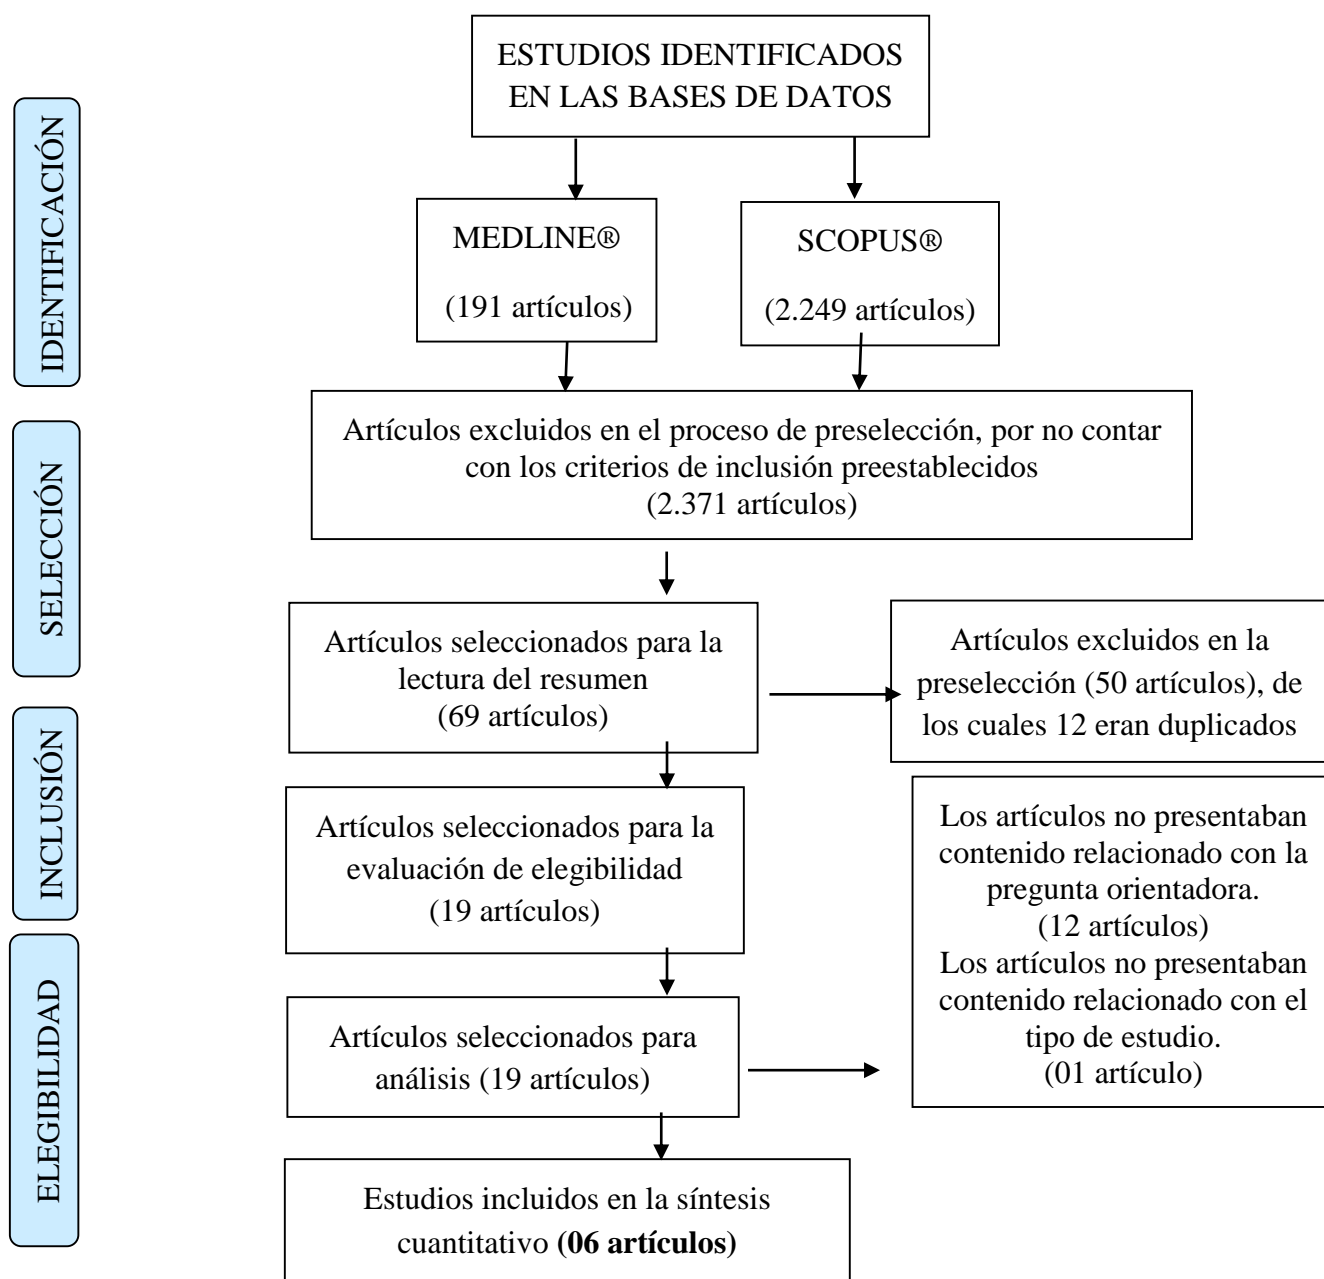 ESTUDIOS IDENTIFICADOS
EN LAS BASES DE DATOS
IDENTIFICACIÓN
MEDLINE®
(191 artículos)
SCOPUS®
(2.249 artículos)
Artículos excluidos en el proceso de preselección, por no contar
con los criterios de inclusión preestablecidos
(2.371 artículos)
SELECCIÓN
Artículos seleccionados para la
lectura del resumen
(69 artículos)
Artículos excluidos en la
preselección (50 artículos), de
los cuales 12 eran duplicados
INCLUSIÓN
Artículos seleccionados para la
evaluación de elegibilidad
(19 artículos)
Los artículos no presentaban
contenido relacionado con la
pregunta orientadora.
(12 artículos)
Los artículos no presentaban
contenido relacionado con el
tipo de estudio.
(01 artículo)
ELEGIBILIDAD
Artículos seleccionados para
análisis (19 artículos)
Estudios incluidos en la síntesis
cuantitativo (06 artículos)